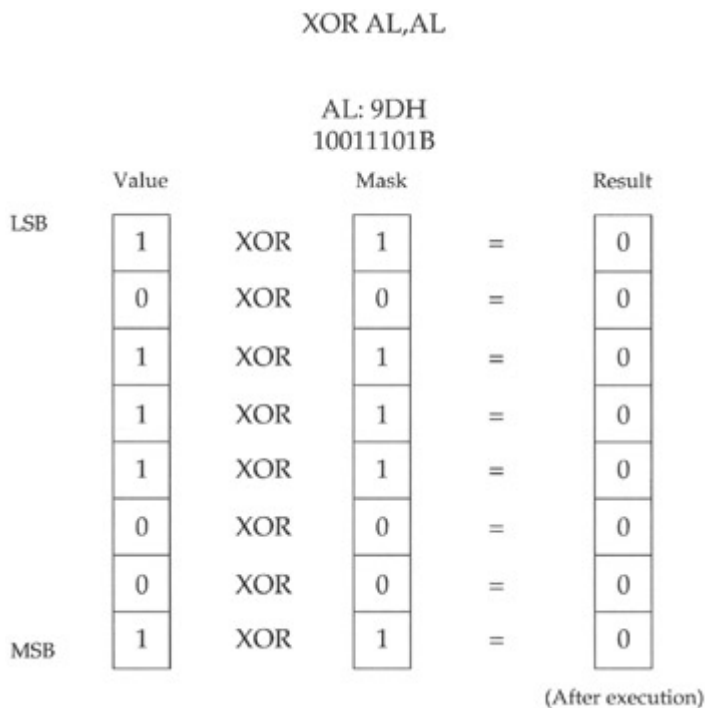 XOR AL,AL
AL: 9DH
10011101B
Value Mask Result
LSB 1 XOR 1 = 0
0 XOR 0 = 0
1 XOR 1 = 0
1 XOR 1 = 0
1 XOR 1 = 0
0 XOR 0 = 0
0 XOR 0 = 0
MSB 1 XOR 1 = 0
(After execution)